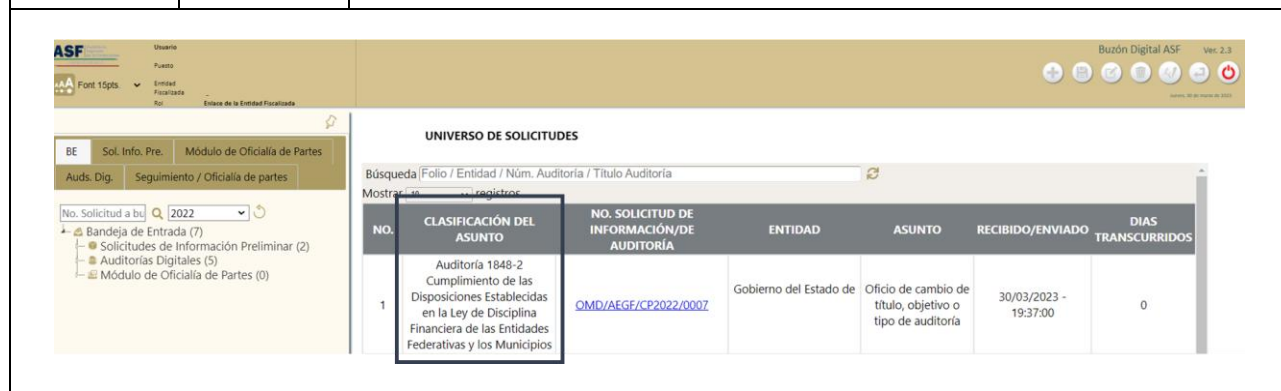 ASF
Usuario
Puesto
Font 15pts.
Entidad
Fiscalizada
-
Rol Enlace de la Entidad Fiscalizada
Buzón Digital ASF Ver. 2.3
BE Sol. Info. Pre. Módulo de Oficialía de Partes
Auds. Dig. Seguimiento / Oficialía de partes
No. Solicitud a bu 2022
Bandeja de Entrada (7)
Solicitudes de Información Preliminar (2)
Auditorías Digitales (5)
Módulo de Oficialía de Partes (0)
UNIVERSO DE SOLICITUDES
Búsqueda Folio / Entidad / Núm. Auditoría / Título Auditoría
Mostrar 10 registros
NO.
CLASIFICACIÓN DEL
ASUNTO
NO. SOLICITUD DE
INFORMACIÓN/DE
AUDITORÍA
ENTIDAD
ASUNTO
RECIBIDO/ENVIADO
DIAS
TRANSCURRIDOS
1
Auditoría 1848-2
Cumplimiento de las
Disposiciones Establecidas
en la Ley de Disciplina
Financiera de las Entidades
Federativas y los Municipios
OMD/AEGF/CP2022/0007
Gobierno del Estado de
Oficio de cambio de
título, objetivo o
tipo de auditoría
30/03/2023 -
19:37:00
0